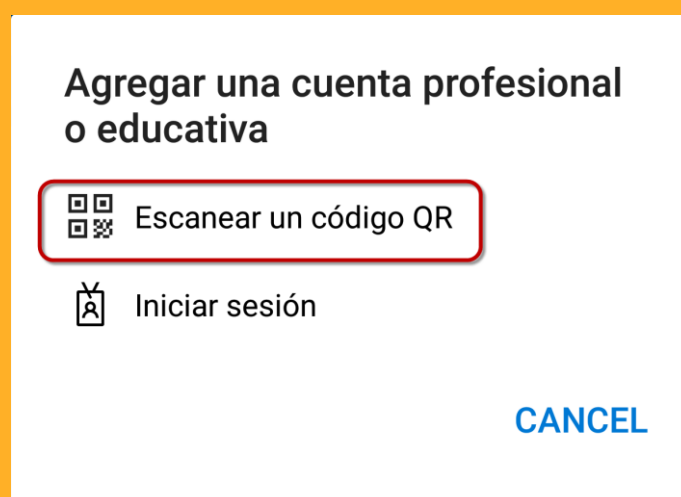 Agregar una cuenta profesional
o educativa
Escanear un código QR
Iniciar sesión
CANCEL